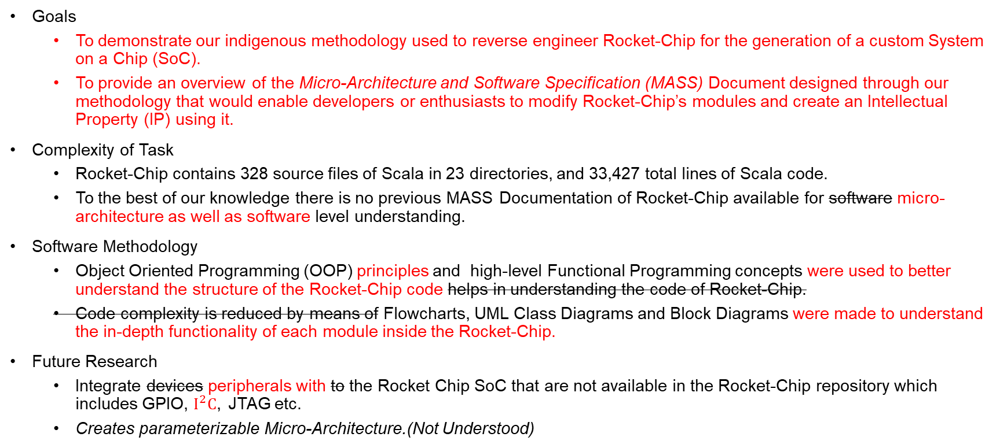 • Goals
• To demonstrate our indigenous methodology used to reverse engineer Rocket-Chip for the generation of a custom System
on a Chip (SoC).
• To provide an overview of the Micro-Architecture and Software Specification (MASS) Document designed through our
methodology that would enable developers or enthusiasts to modify Rocket-Chip’s modules and create an Intellectual
Property (IP) using it.
• Complexity of Task
• Rocket-Chip contains 328 source files of Scala in 23 directories, and 33,427 total lines of Scala code.
• To the best of our knowledge there is no previous MASS Documentation of Rocket-Chip available for software micro-
architecture as well as software level understanding.
• Software Methodology
• Object Oriented Programming (OOP) principles and high-level Functional Programming concepts were used to better
understand the structure of the Rocket-Chip code helps in understanding the code of Rocket-Chip.
• Code complexity is reduced by means of Flowcharts, UML Class Diagrams and Block Diagrams were made to understand
the in-depth functionality of each module inside the Rocket-Chip.
• Future Research
• Integrate devices peripherals with to the Rocket Chip SoC that are not available in the Rocket-Chip repository which
includes GPIO, I²C, JTAG etc.
• Creates parameterizable Micro-Architecture.(Not Understood)